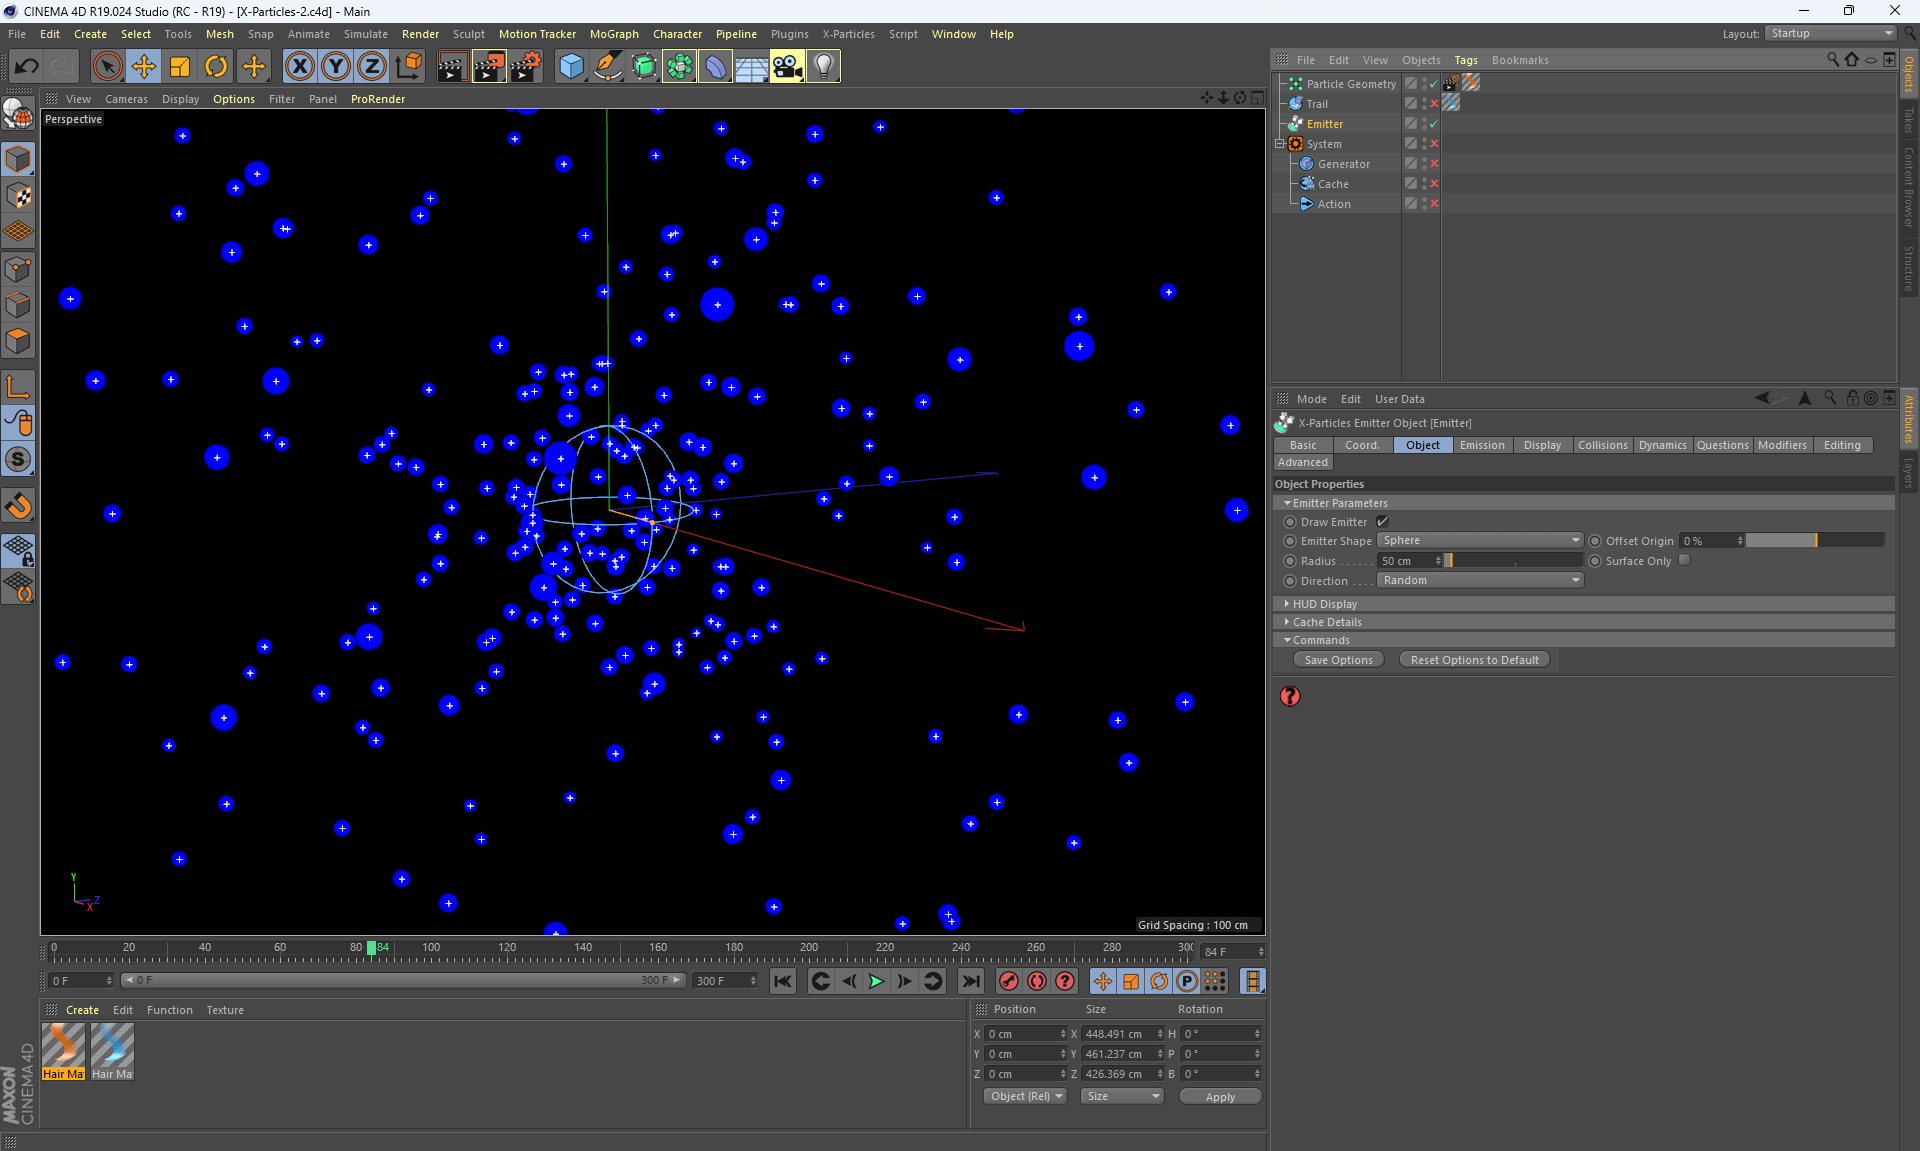 CINEMA 4D R19.024 Studio (RC - R19) - [X-Particles-2.c4d] - Main
File Edit Create Select Tools Mesh Snap Animate Simulate Render Sculpt Motion Tracker MoGraph Character Pipeline Plugins X-Particles Script Window Help
Layout: Startup
View Cameras Display Options Filter Panel ProRender
Perspective
Y
Z
X
Grid Spacing : 100 cm
File Edit View Objects Tags Bookmarks
Particle Geometry
Trail
Emitter
System
Generator
Cache
Action
Objects
Takes
Content Browser
Structure
Mode Edit User Data
X-Particles Emitter Object [Emitter]
Basic Coord. Object Emission Display Collisions Dynamics Questions Modifiers Editing
Advanced
Object Properties
Emitter Parameters
Draw Emitter
Emitter Shape Sphere Offset Origin 0 %
Radius . . . . . . 50 cm Surface Only
Direction . . . . Random
HUD Display
Cache Details
Commands
Save Options Reset Options to Default
?
Attributes
Layers
0 20 40 60 80 84 100 120 140 160 180 200 220 240 260 280 300
84 F
0 F 0 F 300 F 300 F
P
Create Edit Function Texture
Hair Ma Hair Ma
MAXON
CINEMA 4D
Position Size Rotation
X 0 cm X 448.491 cm H 0 °
Y 0 cm Y 461.237 cm P 0 °
Z 0 cm Z 426.369 cm B 0 °
Object (Rel) Size Apply